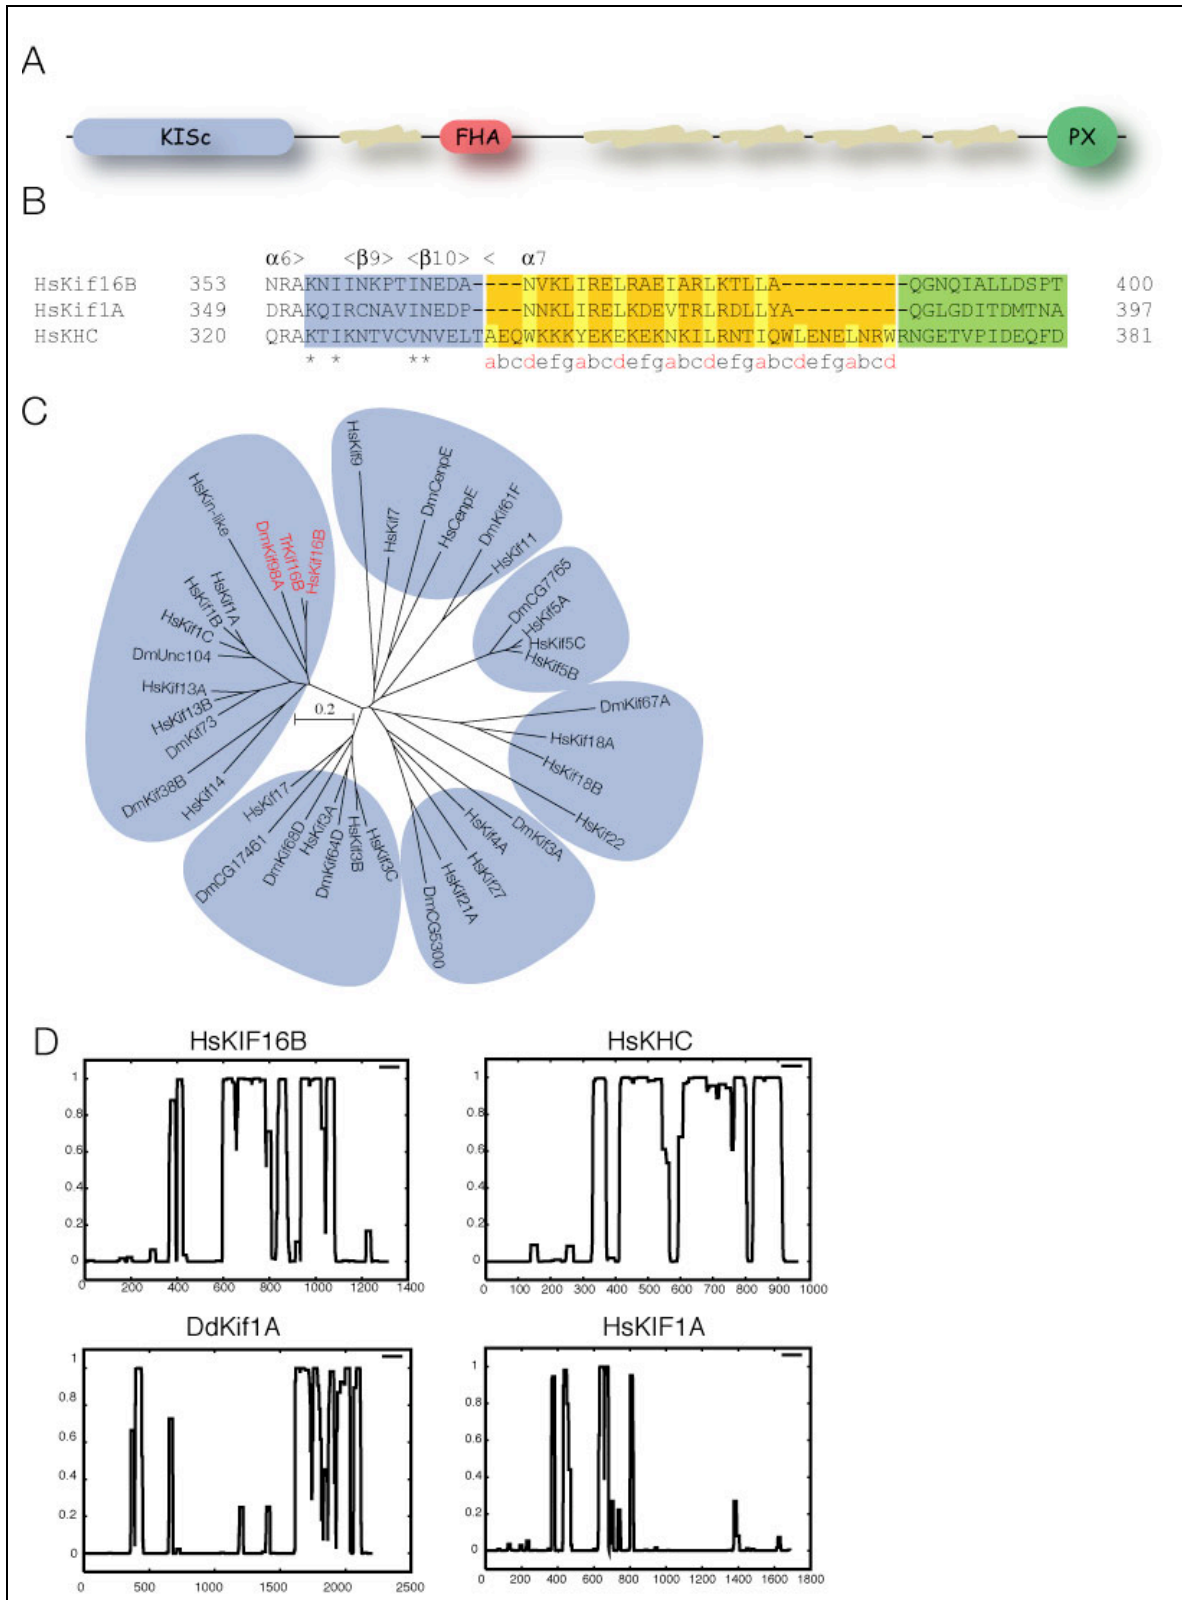 A
KISc
FHA
PX
B
α6> <β9> <β10> < α7
HsKif16B 353 NRAKNIINKPTINEDA----NVKLIRELRAEIARLKTLLA----------QGNQIALLDSPT 400
HsKif1A 349 DRAKQIRCNAVINEDP----NNKLIRELKDEVTRLRDLLYA---------QGLGDITDMTNA 397
HsKHC 320 QRAKTIKNTVCVNVELTAEQWKKKYEKEKEKNKILRNTIQWLENELNRWRNGETVPIDEQFD 381
* * ** abcdefgabcdefgabcdefgabcdefgabcd
C
HsKin-like
DmKif98A
TrKif16B
HsKif16B
HsKif1A
HsKif1B
HsKif1C
DmUnc104
HsKif13A
HsKif13B
DmKif73
DmKif38B
HsKif14
HsKif9
HsKif7
DmCenpE
HsCenpE
DmKif61F
HsKif11
DmCG7765
HsKif5A
HsKif5C
HsKif5B
DmKif67A
HsKif18A
HsKif18B
HsKif22
0.2
HsKif17
DmCG17461
DmKif68D
HsKif3A
DmKif64D
HsKif3B
HsKif3C
DmKif3A
HsKif4A
HsKif27
HsKif21A
DmCG5300
D
HsKIF16B
1
0.8
0.6
0.4
0.2
0
0 200 400 600 800 1000 1200 1400
HsKHC
1
0.8
0.6
0.4
0.2
0
0 100 200 300 400 500 600 700 800 900 1000
DdKif1A
1
0.8
0.6
0.4
0.2
0
0 500 1000 1500 2000 2500
HsKIF1A
1
0.8
0.6
0.4
0.2
0
0 200 400 600 800 1000 1200 1400 1600 1800